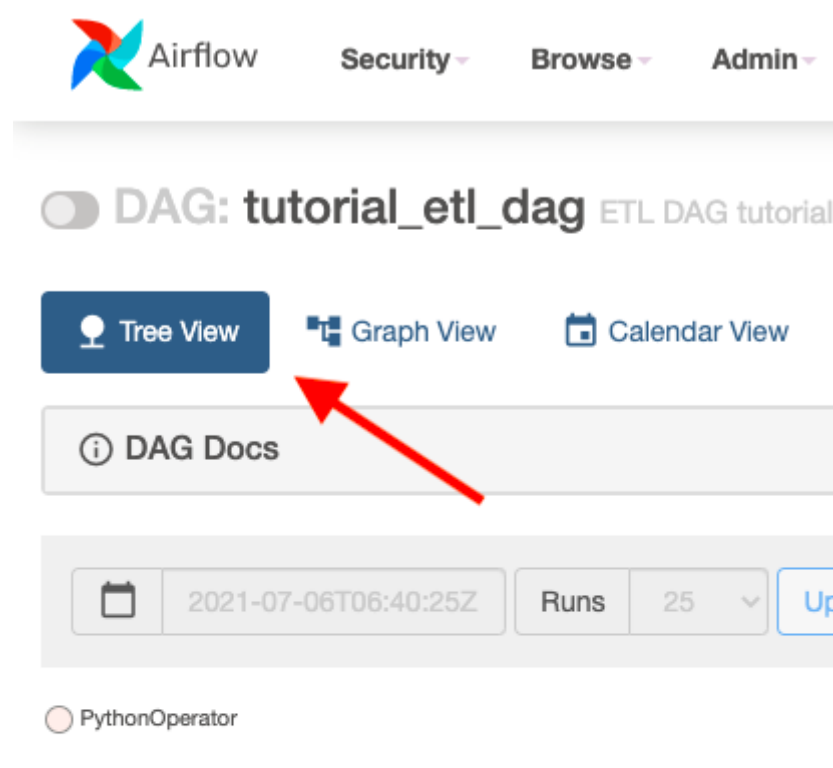 Airflow Security Browse Admin
DAG: tutorial_etl_dag ETL DAG tutorial
Tree View Graph View Calendar View
DAG Docs
2021-07-06T06:40:25Z Runs 25
PythonOperator